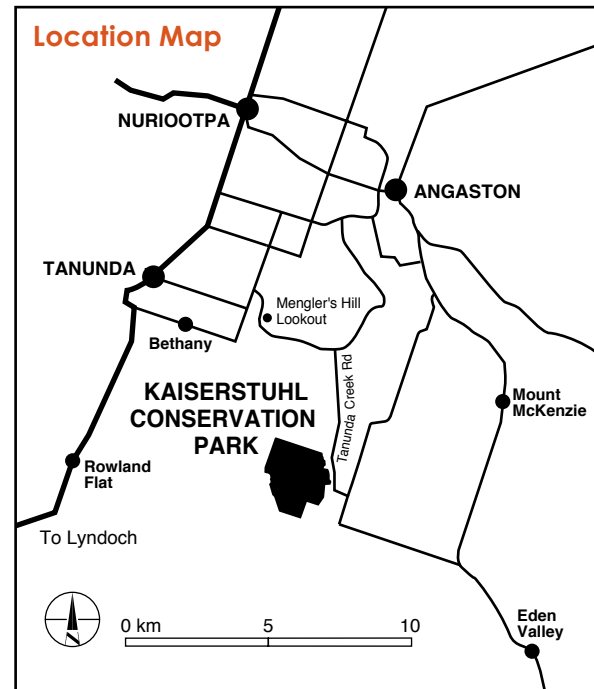 Location Map
NURIOOTPA
ANGASTON
TANUNDA
Mengler's Hill
Lookout
Bethany
Tanunda Creek Rd
KAISERSTUHL
CONSERVATION
PARK
Mount
McKenzie
Rowland
Flat
To Lyndoch
0 km
5
10
Eden
Valley
N